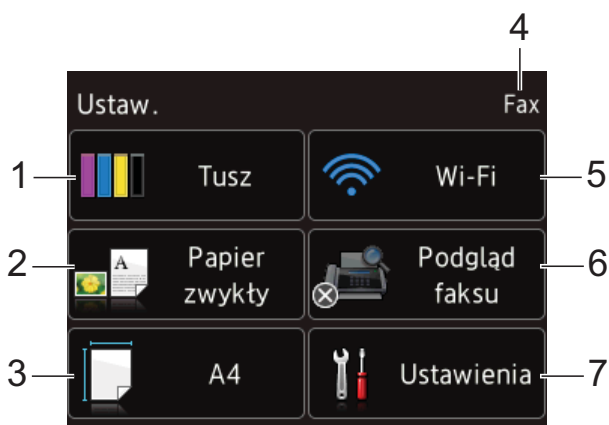 4
Ustaw.
Fax
1
Tusz
Wi-Fi
5
2
A
Papier
zwykły
Podgląd
faksu
6
3
A4
Ustawienia
7